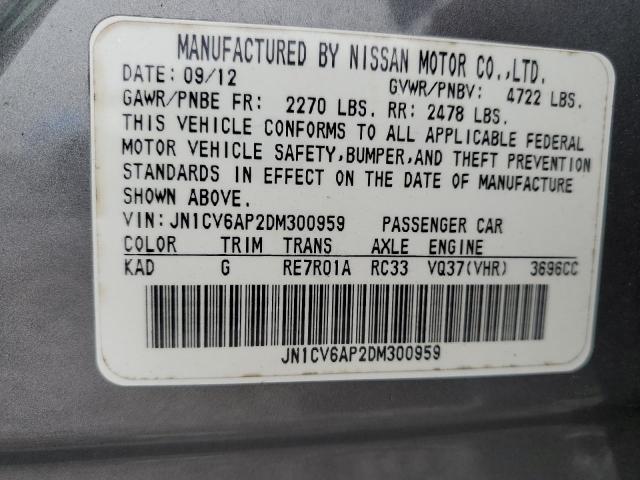 MANUFACTURED BY NISSAN MOTOR CO.,LTD.
DATE: 09/12 GVWR/PNBV: 4722 LBS.
GAWR/PNBE FR: 2270 LBS. RR: 2478 LBS.
THIS VEHICLE CONFORMS TO ALL APPLICABLE FEDERAL
MOTOR VEHICLE SAFETY,BUMPER,AND THEFT PREVENTION
STANDARDS IN EFFECT ON THE DATE OF MANUFACTURE
SHOWN ABOVE.
VIN: JN1CV6AP2DM300959 PASSENGER CAR
COLOR TRIM TRANS AXLE ENGINE
KAD G RE7R01A RC33 VQ37(VHR) 3696CC
JN1CV6AP2DM300959